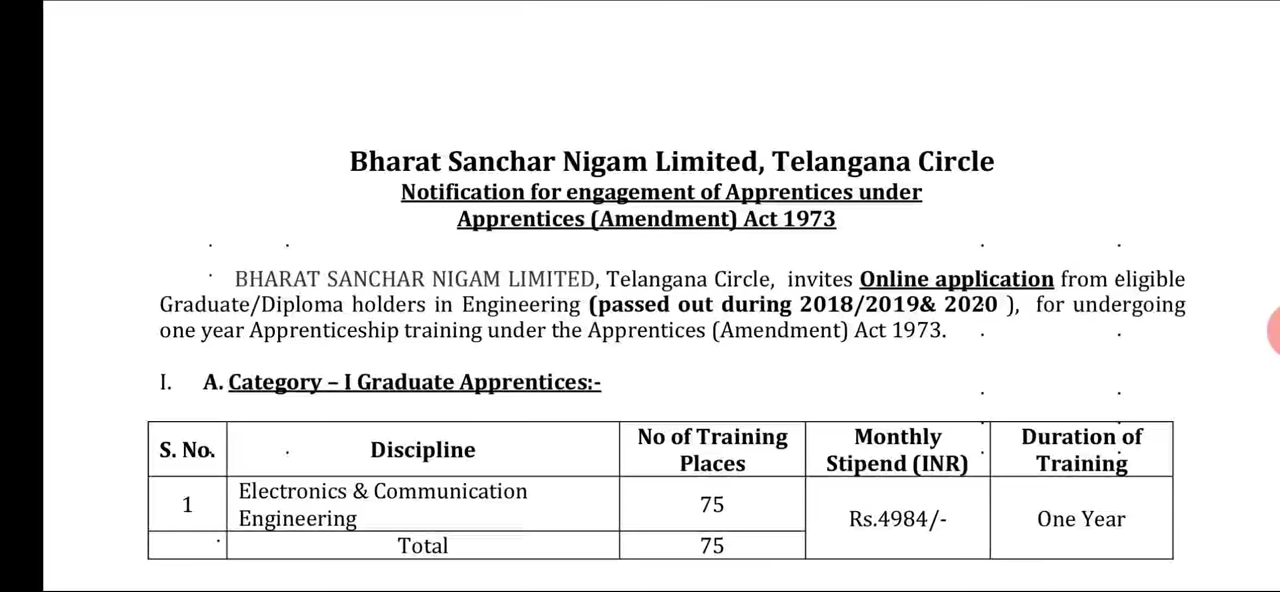 Bharat Sanchar Nigam Limited, Telangana Circle
Notification for engagement of Apprentices under
Apprentices (Amendment) Act 1973
BHARAT SANCHAR NIGAM LIMITED, Telangana Circle, invites Online application from eligible
Graduate/Diploma holders in Engineering (passed out during 2018/2019& 2020 ), for undergoing
one year Apprenticeship training under the Apprentices (Amendment) Act 1973.
I. A. Category – I Graduate Apprentices:-
S. No. Discipline No of Training Places Monthly Stipend (INR) Duration of Training
1 Electronics & Communication Engineering 75 Rs.4984/- One Year
Total 75